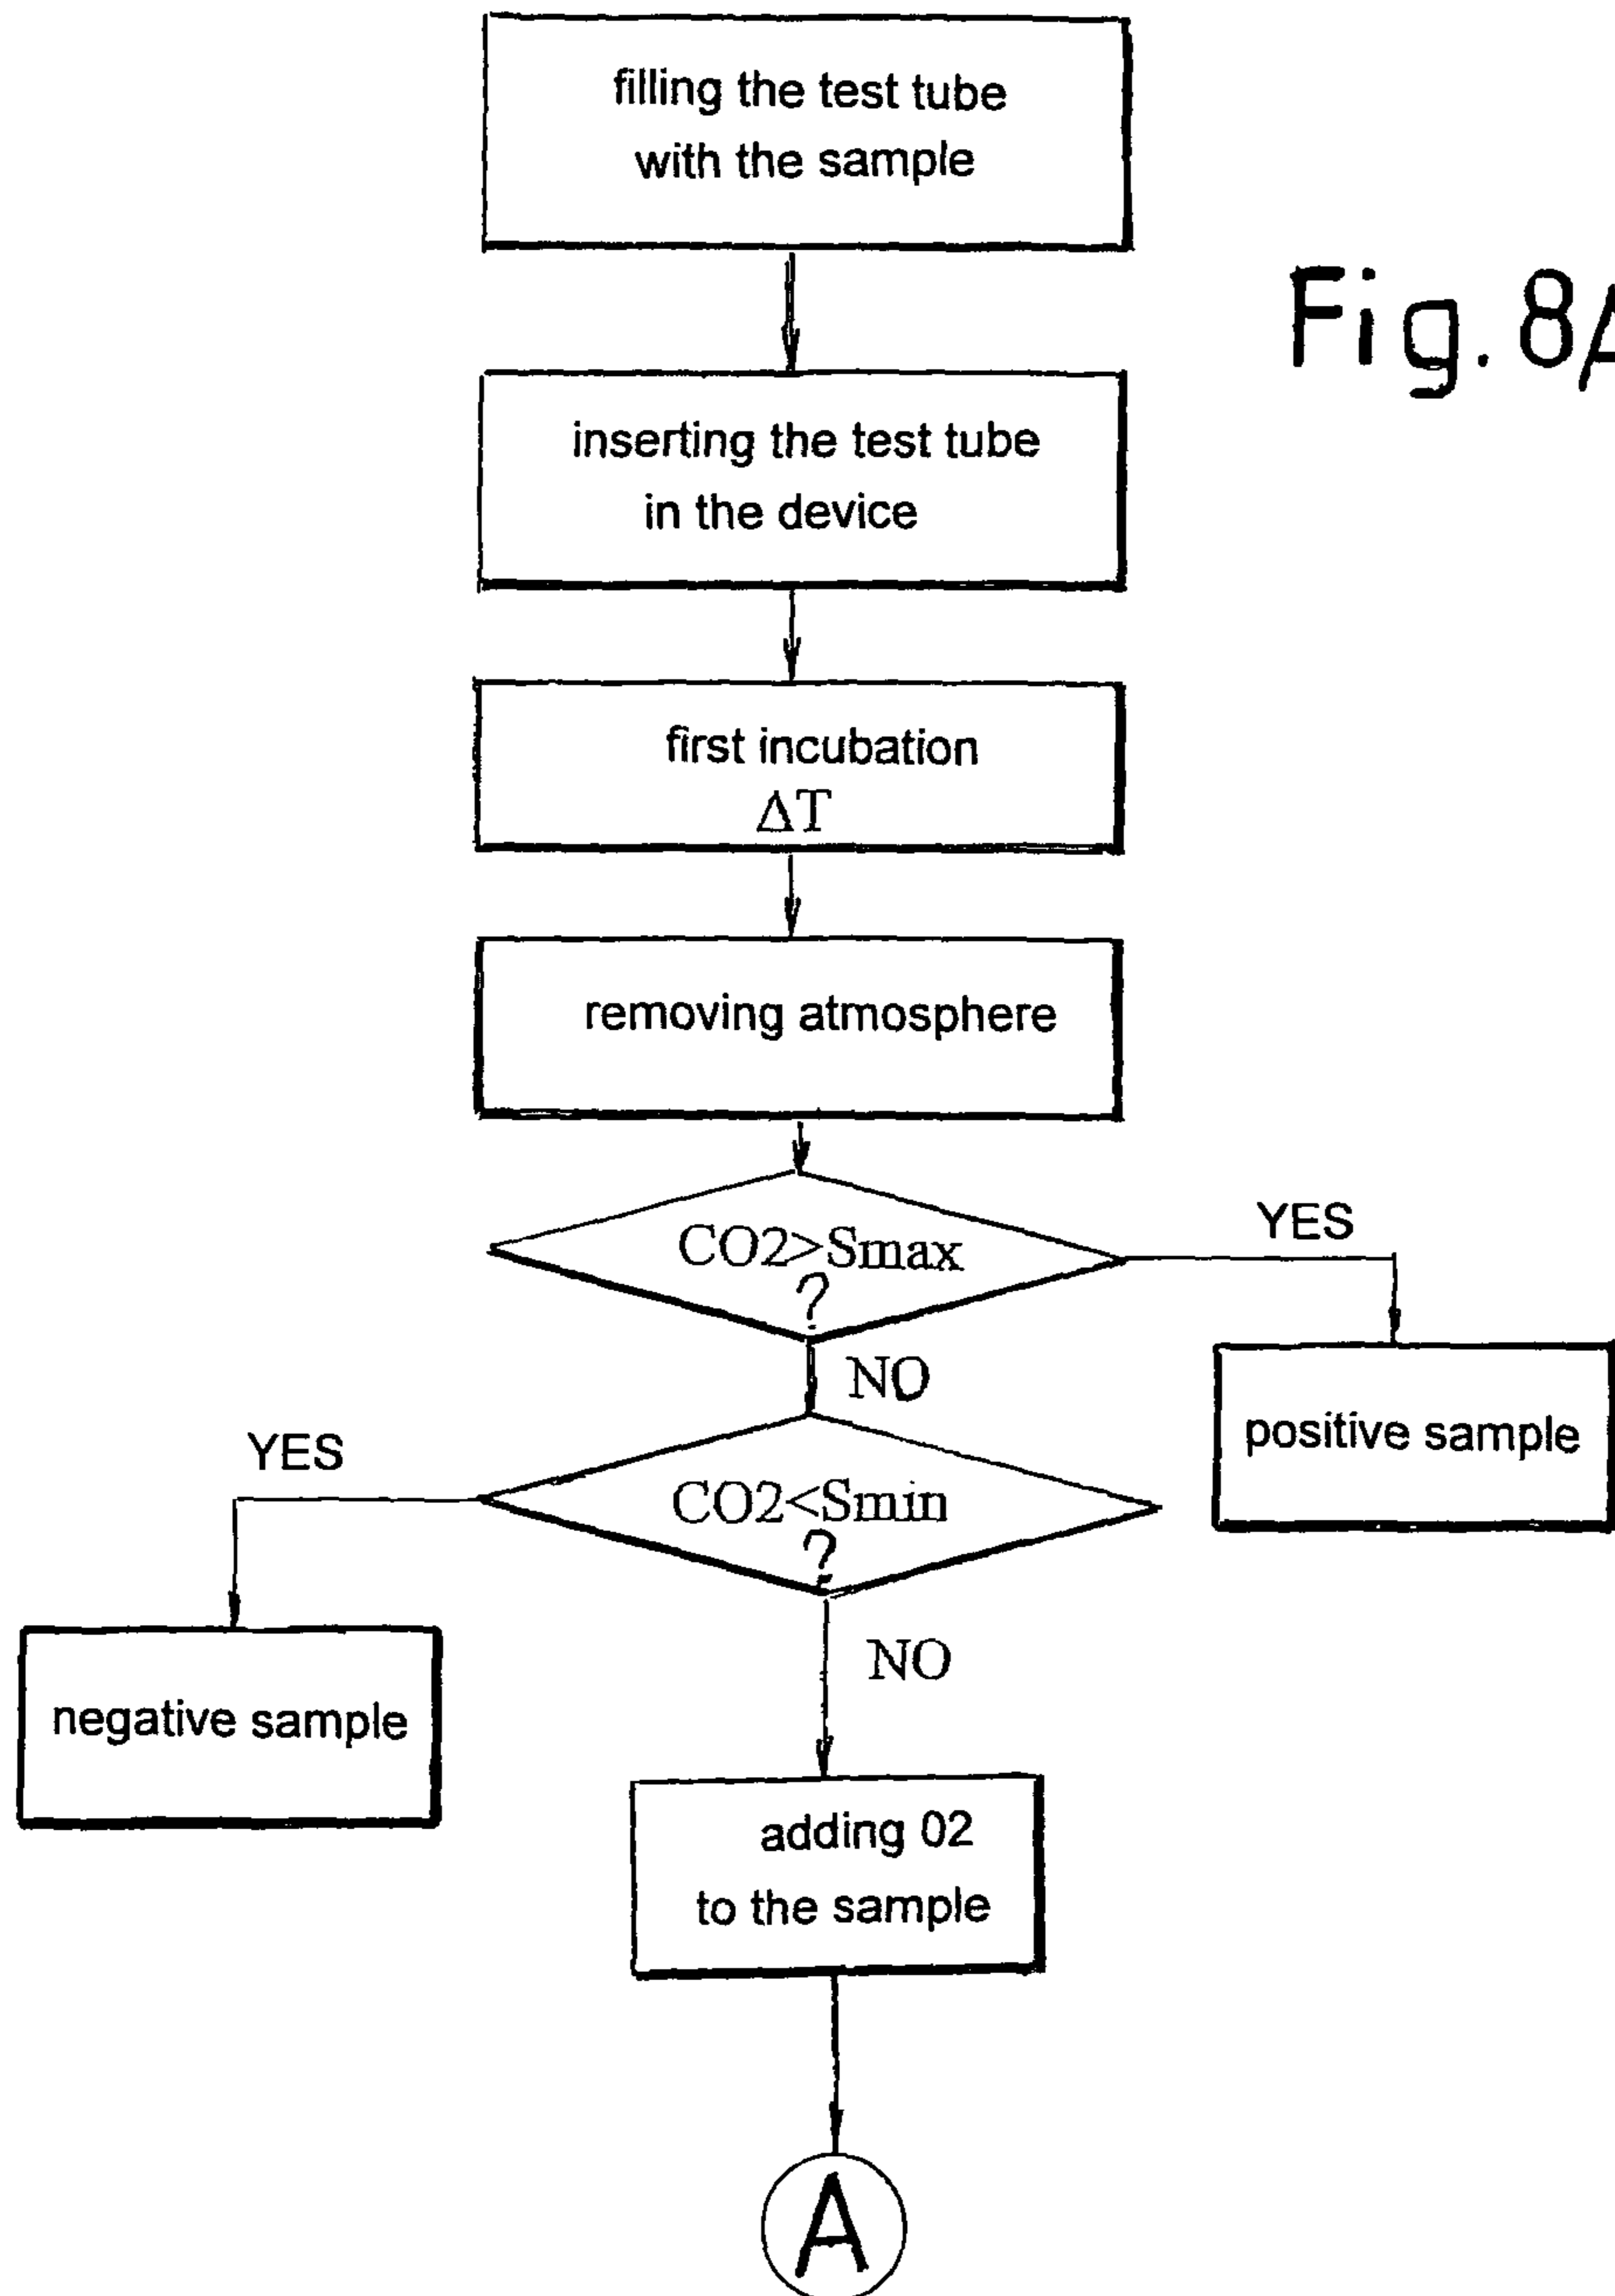 filling the test tube
with the sample
Fig. 8A
inserting the test tube
in the device
first incubation
ΔT
removing atmosphere
CO2>Smax
?
YES
NO
positive sample
YES
CO2<Smin
?
NO
negative sample
adding 02
to the sample
A